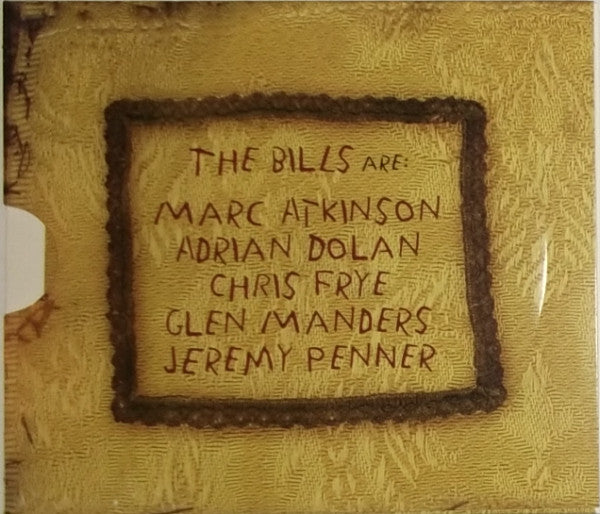 THE BILLS ARE:
MARC ATKINSON
ADRIAN DOLAN
CHRIS FRYE
GLEN MANDERS
JEREMY PENNER